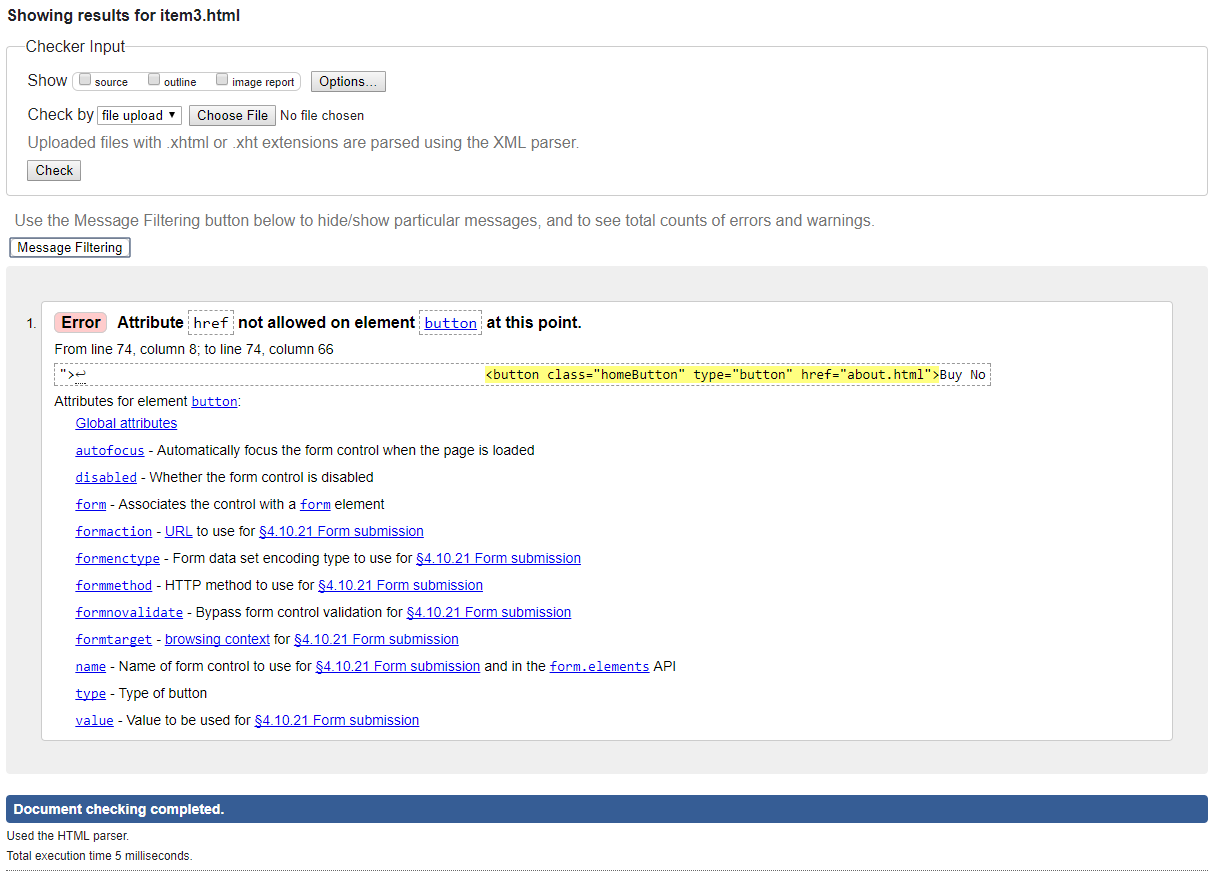 Showing results for item3.html
Checker Input
Show source outline image report Options...
Check by file upload ▼ Choose File No file chosen
Uploaded files with .xhtml or .xht extensions are parsed using the XML parser.
Check
Use the Message Filtering button below to hide/show particular messages, and to see total counts of errors and warnings.
Message Filtering
1. Error Attribute href not allowed on element button at this point.
From line 74, column 8; to line 74, column 66
">↩ <button class="homeButton" type="button" href="about.html">Buy No
Attributes for element button:
Global attributes
autofocus - Automatically focus the form control when the page is loaded
disabled - Whether the form control is disabled
form - Associates the control with a form element
formaction - URL to use for §4.10.21 Form submission
formenctype - Form data set encoding type to use for §4.10.21 Form submission
formmethod - HTTP method to use for §4.10.21 Form submission
formnovalidate - Bypass form control validation for §4.10.21 Form submission
formtarget - browsing context for §4.10.21 Form submission
name - Name of form control to use for §4.10.21 Form submission and in the form.elements API
type - Type of button
value - Value to be used for §4.10.21 Form submission
Document checking completed.
Used the HTML parser.
Total execution time 5 milliseconds.